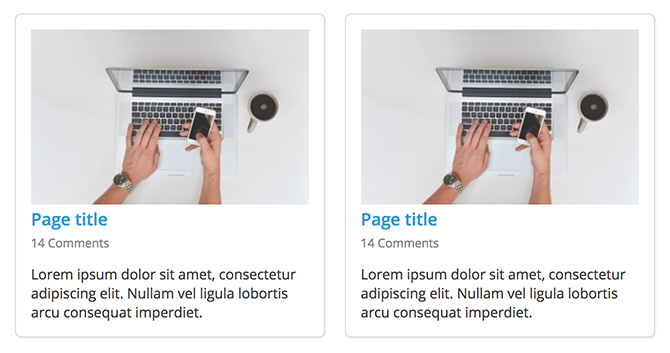 Page title
14 Comments
Lorem ipsum dolor sit amet, consectetur
adipiscing elit. Nullam vel ligula lobortis
arcu consequat imperdiet.
Page title
14 Comments
Lorem ipsum dolor sit amet, consectetur
adipiscing elit. Nullam vel ligula lobortis
arcu consequat imperdiet.